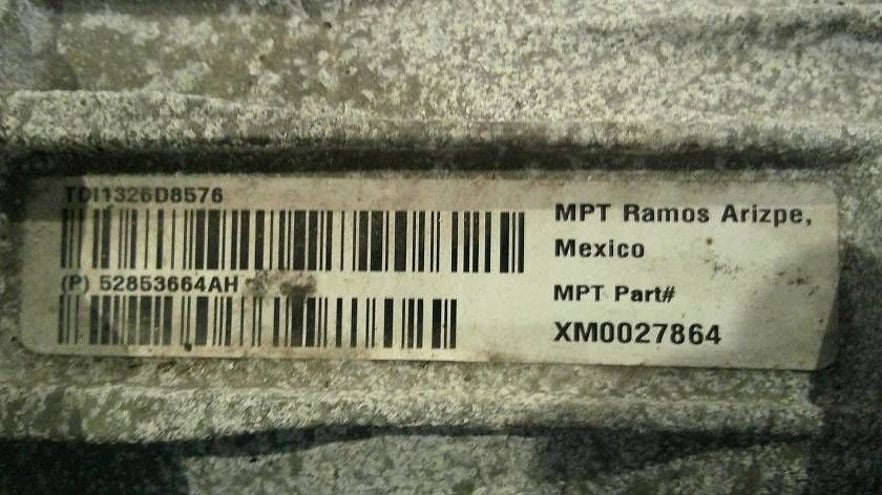 TDI1326D8576
(P) 52853664AH
MPT Ramos Arizpe,
Mexico
MPT Part#
XM0027864